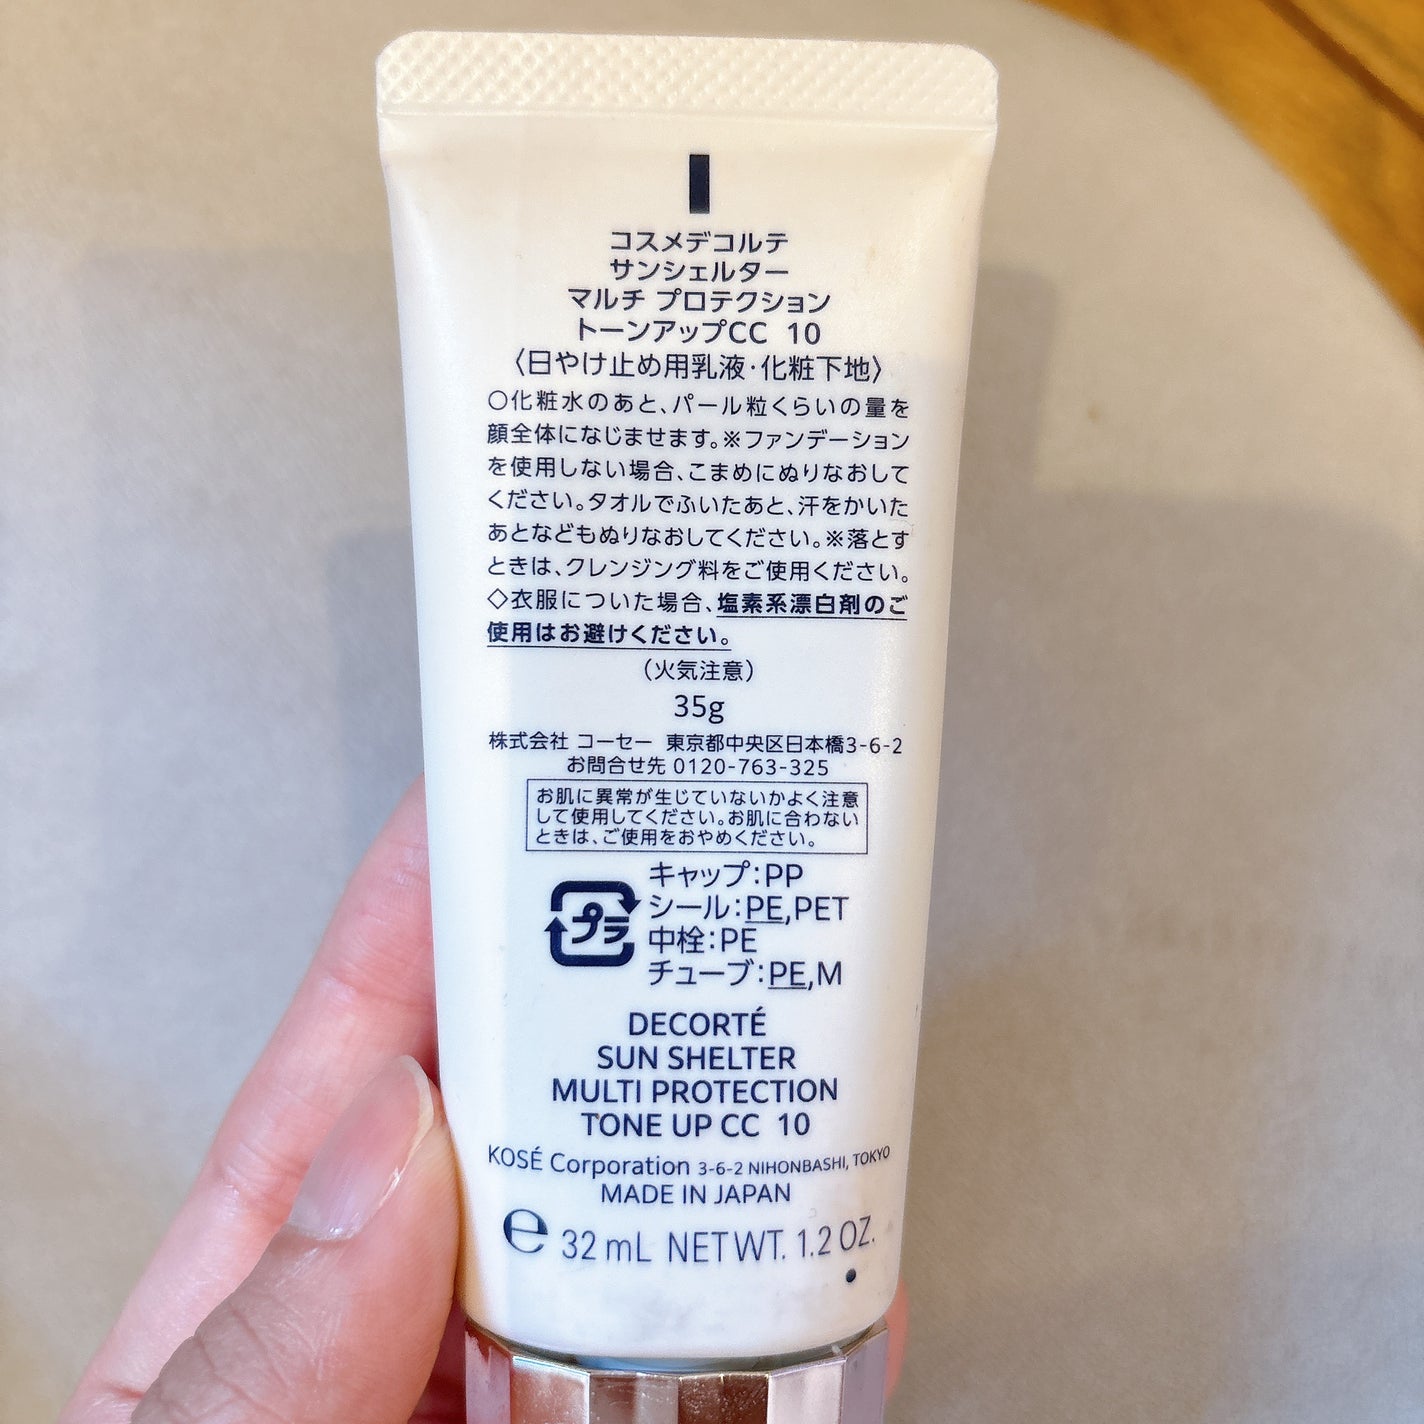 コスメデコルテ
サンシェルター
マルチ プロテクション
トーンアップCC 10
〈日やけ止め用乳液・化粧下地〉
○化粧水のあと、パール粒くらいの量を
顔全体になじませます。※ファンデーション
を使用しない場合、こまめにぬりなおして
ください。タオルでふいたあと、汗をかいた
あとなどもぬりなおしてください。※落とす
ときは、クレンジング料をご使用ください。
◇衣服についた場合、塩素系漂白剤のご
使用はお避けください。
（火気注意）
35g
株式会社 コーセー 東京都中央区日本橋3-6-2
お問合せ先 0120-763-325
お肌に異常が生じていないかよく注意
して使用してください。お肌に合わない
ときは、ご使用をおやめください。
プラ
キャップ：PP
シール：PE,PET
中栓：PE
チューブ：PE,M
DECORTÉ
SUN SHELTER
MULTI PROTECTION
TONE UP CC 10
KOSÉ Corporation 3-6-2 NIHONBASHI, TOKYO
MADE IN JAPAN
℮ 32 mL NET WT. 1.2 OZ.